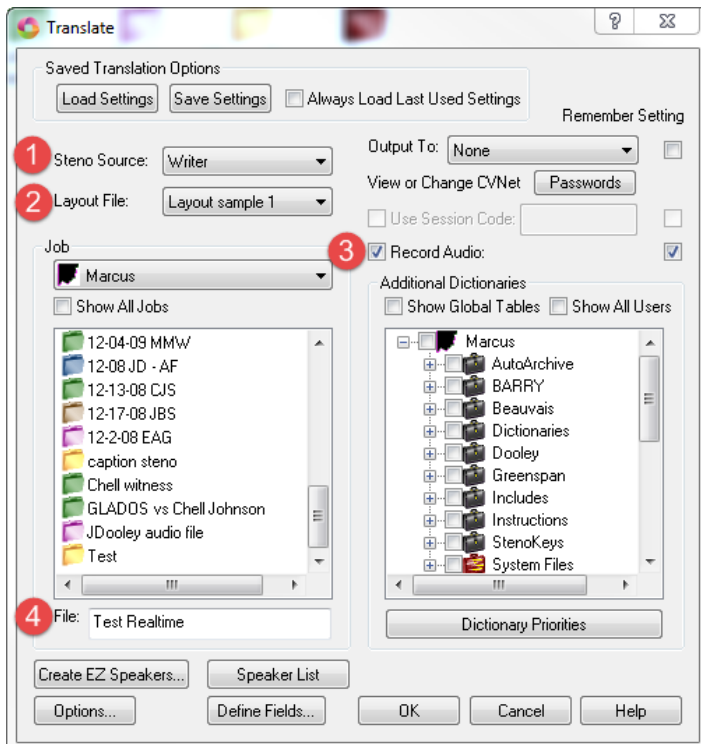 Translate
Saved Translation Options
Load Settings Save Settings Always Load Last Used Settings
Remember Setting
1 Steno Source: Writer
Output To: None
View or Change CVNet Passwords
2 Layout File: Layout sample 1
Use Session Code:
3 Record Audio:
Job
Marcus
Show All Jobs
12-04-09 MMW
12-08 JD - AF
12-13-08 CJS
12-17-08 JBS
12-2-08 EAG
caption steno
Chell witness
GLADOS vs Chell Johnson
JDooley audio file
Test
4 File: Test Realtime
Additional Dictionaries
Show Global Tables Show All Users
Marcus
AutoArchive
BARRY
Beauvais
Dictionaries
Dooley
Greenspan
Includes
Instructions
StenoKeys
System Files
Dictionary Priorities
Create EZ Speakers... Speaker List
Options... Define Fields... OK Cancel Help